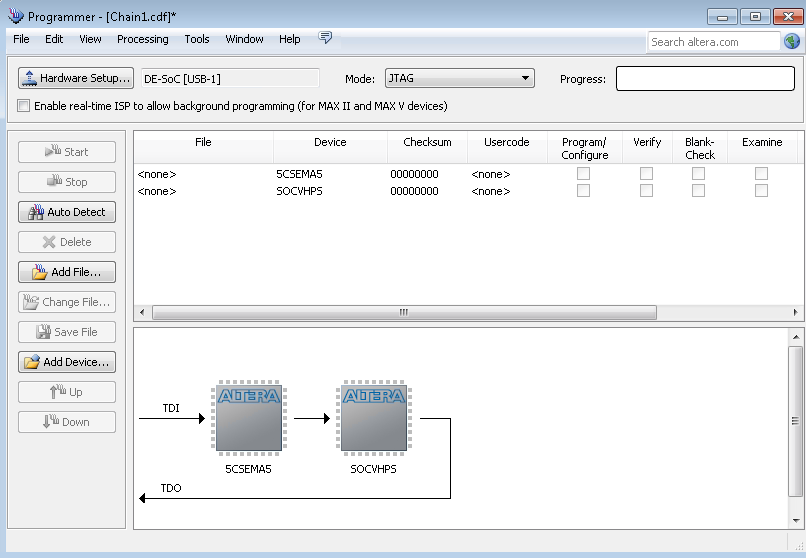 Programmer - [Chain1.cdf]*
File Edit View Processing Tools Window Help
Search altera.com
Hardware Setup... DE-SoC [USB-1] Mode: JTAG Progress:
Enable real-time ISP to allow background programming (for MAX II and MAX V devices)
Start
Stop
Auto Detect
Delete
Add File...
Change File...
Save File
Add Device...
Up
Down
File Device Checksum Usercode Program/ Verify Blank- Examine
Configure Check
<none> 5CSEMA5 00000000 <none>
<none> SOCVHPS 00000000 <none>
ALTERA ALTERA
TDI
5CSEMA5 SOCVHPS
TDO